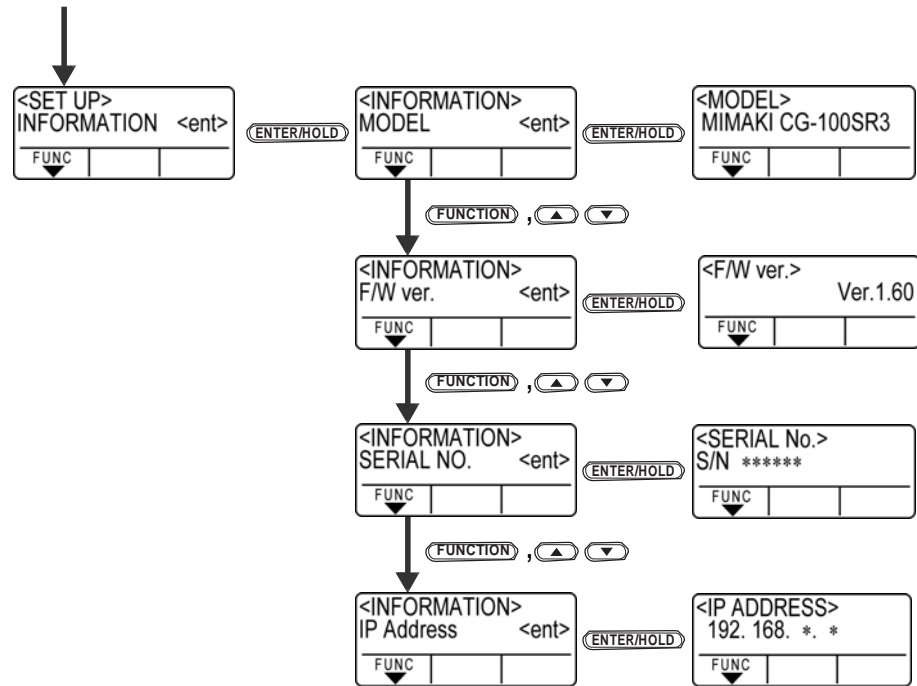 <SET UP>
INFORMATION <ent>
FUNC
ENTER/HOLD
<INFORMATION>
MODEL <ent>
FUNC
ENTER/HOLD
<MODEL>
MIMAKI CG-100SR3
FUNC
FUNCTION ,
<INFORMATION>
F/W ver. <ent>
FUNC
ENTER/HOLD
<F/W ver.>
Ver.1.60
FUNC
FUNCTION ,
<INFORMATION>
SERIAL NO. <ent>
FUNC
ENTER/HOLD
<SERIAL No.>
S/N ******
FUNC
FUNCTION ,
<INFORMATION>
IP Address <ent>
FUNC
ENTER/HOLD
<IP ADDRESS>
192. 168. *. *
FUNC